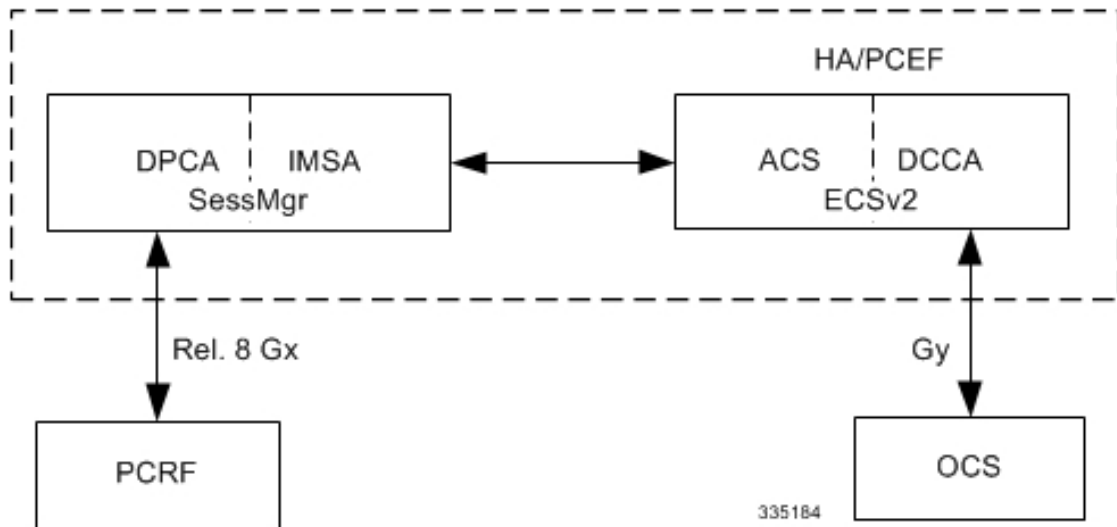 HA/PCEF
DPCA IMSA
SessMgr
ACS DCCA
ECSv2
Rel. 8 Gx
Gy
PCRF
OCS
335184